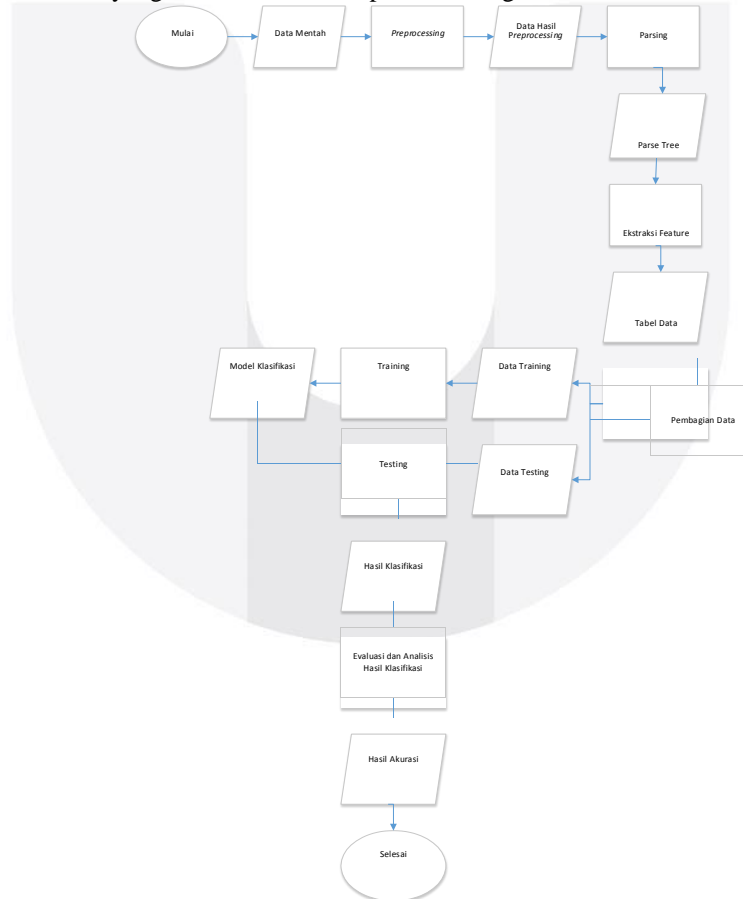 Mulai
Data Mentah
Preprocessing
Data Hasil
Preprocessing
Parsing
Parse Tree
Ekstraksi Feature
Tabel Data
Model Klasifikasi
Training
Data Training
Pembagian Data
Testing
Data Testing
Hasil Klasifikasi
Evaluasi dan Analisis
Hasil Klasifikasi
Hasil Akurasi
Selesai